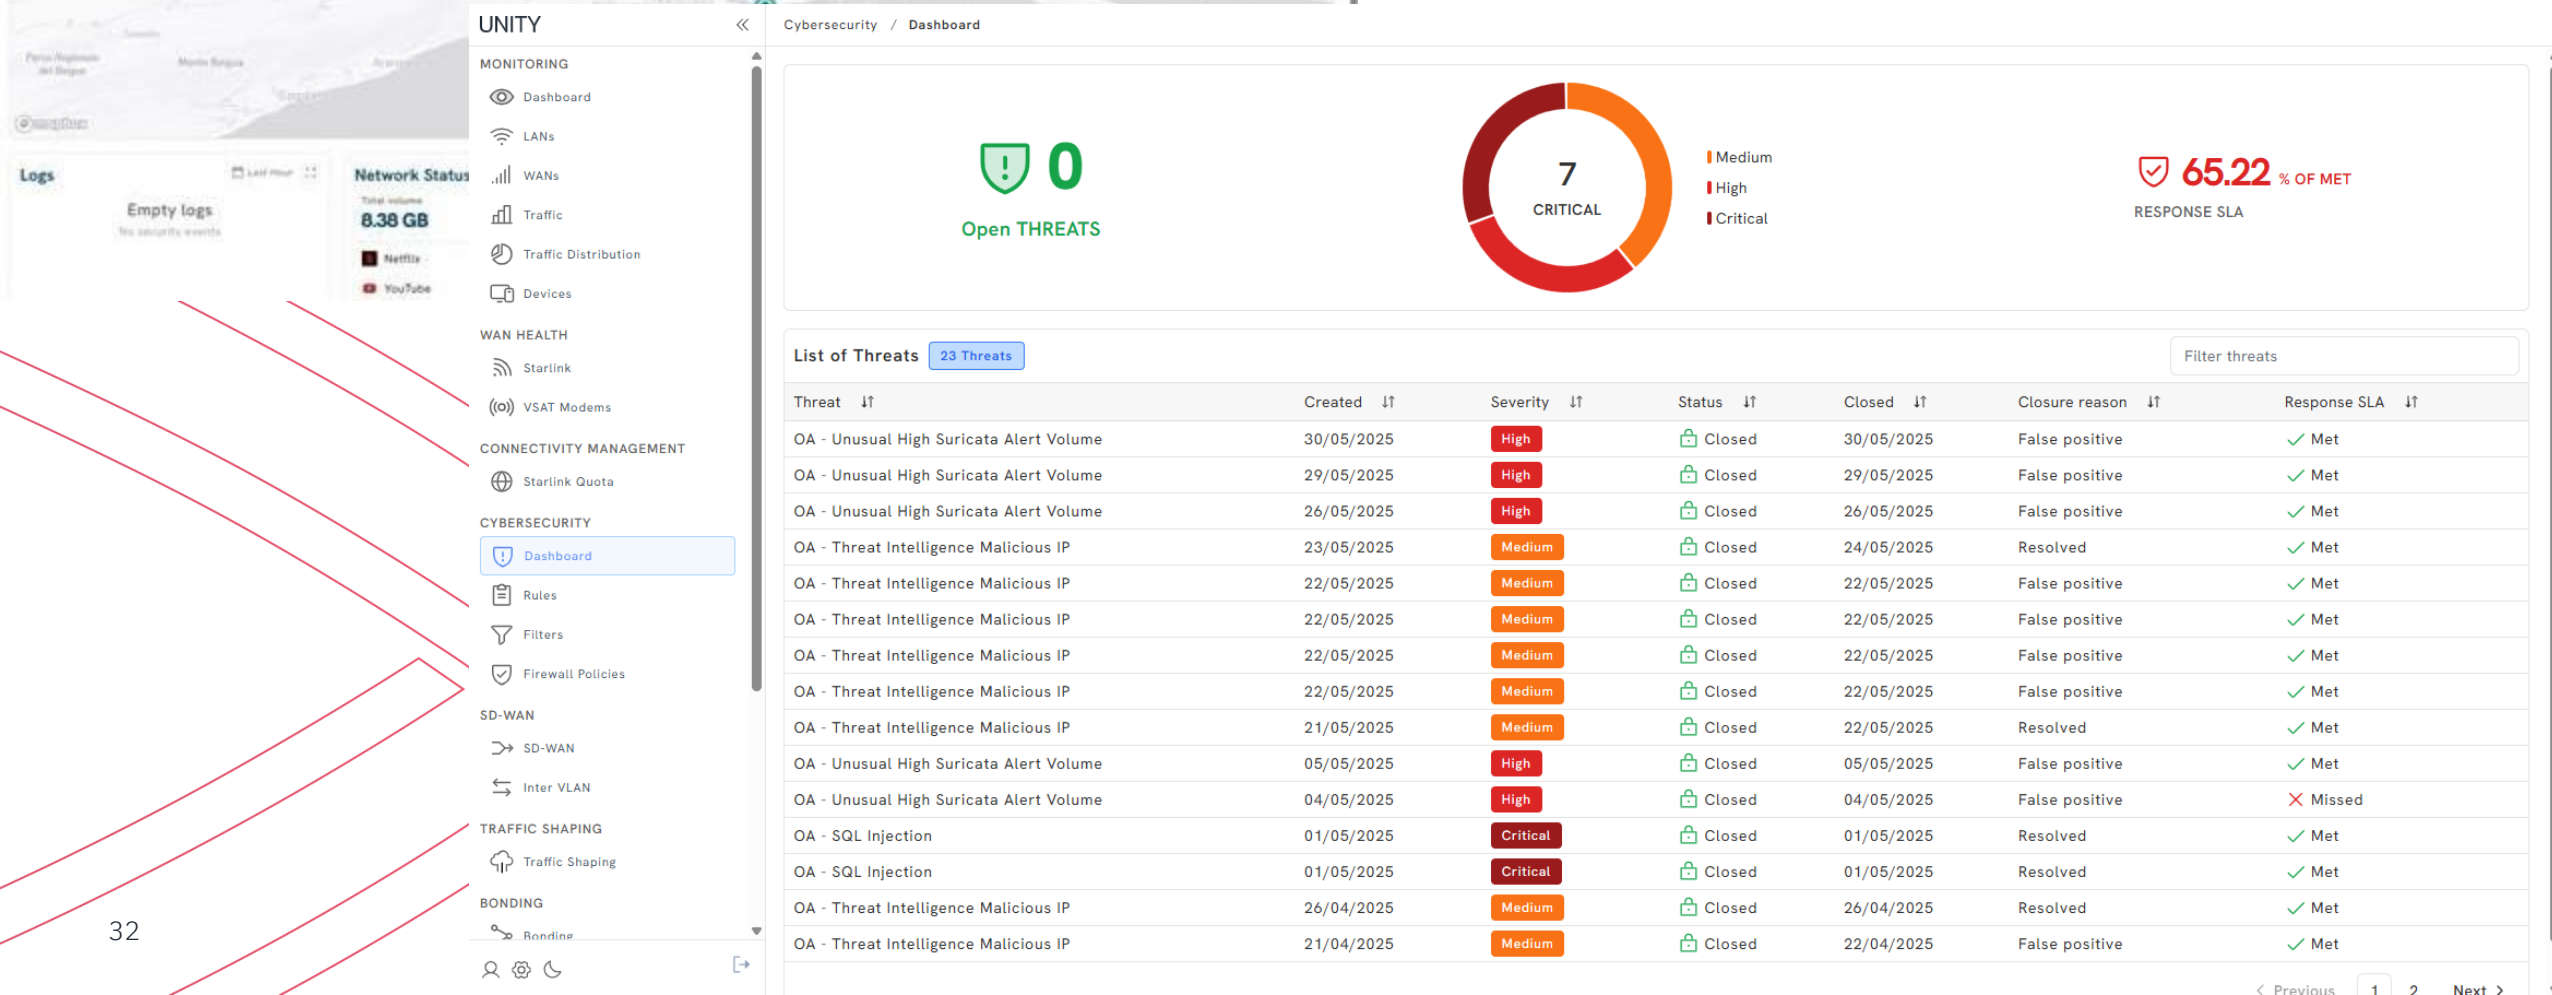 Parco Regionale
del Beigua
Monte Beigua
mapbox
Logs
Last Hour
Empty logs
No security events
Network Status
Total volume
8.38 GB
Netflix
YouTube
32
UNITY
MONITORING
Dashboard
LANs
WANs
Traffic
Traffic Distribution
Devices
WAN HEALTH
Starlink
VSAT Modems
CONNECTIVITY MANAGEMENT
Starlink Quota
CYBERSECURITY
Dashboard
Rules
Filters
Firewall Policies
SD-WAN
SD-WAN
Inter VLAN
TRAFFIC SHAPING
Traffic Shaping
BONDING
Bonding
Cybersecurity / Dashboard
0
Open THREATS
7
CRITICAL
Medium
High
Critical
65.22 % OF MET
RESPONSE SLA
List of Threats 23 Threats Filter threats
Threat Created Severity Status Closed Closure reason Response SLA
OA - Unusual High Suricata Alert Volume 30/05/2025 High Closed 30/05/2025 False positive Met
OA - Unusual High Suricata Alert Volume 29/05/2025 High Closed 29/05/2025 False positive Met
OA - Unusual High Suricata Alert Volume 26/05/2025 High Closed 26/05/2025 False positive Met
OA - Threat Intelligence Malicious IP 23/05/2025 Medium Closed 24/05/2025 Resolved Met
OA - Threat Intelligence Malicious IP 22/05/2025 Medium Closed 22/05/2025 False positive Met
OA - Threat Intelligence Malicious IP 22/05/2025 Medium Closed 22/05/2025 False positive Met
OA - Threat Intelligence Malicious IP 22/05/2025 Medium Closed 22/05/2025 False positive Met
OA - Threat Intelligence Malicious IP 22/05/2025 Medium Closed 22/05/2025 False positive Met
OA - Threat Intelligence Malicious IP 21/05/2025 Medium Closed 22/05/2025 Resolved Met
OA - Unusual High Suricata Alert Volume 05/05/2025 High Closed 05/05/2025 False positive Met
OA - Unusual High Suricata Alert Volume 04/05/2025 High Closed 04/05/2025 False positive Missed
OA - SQL Injection 01/05/2025 Critical Closed 01/05/2025 Resolved Met
OA - SQL Injection 01/05/2025 Critical Closed 01/05/2025 Resolved Met
OA - Threat Intelligence Malicious IP 26/04/2025 Medium Closed 26/04/2025 Resolved Met
OA - Threat Intelligence Malicious IP 21/04/2025 Medium Closed 22/04/2025 False positive Met
Previous 1 2 Next